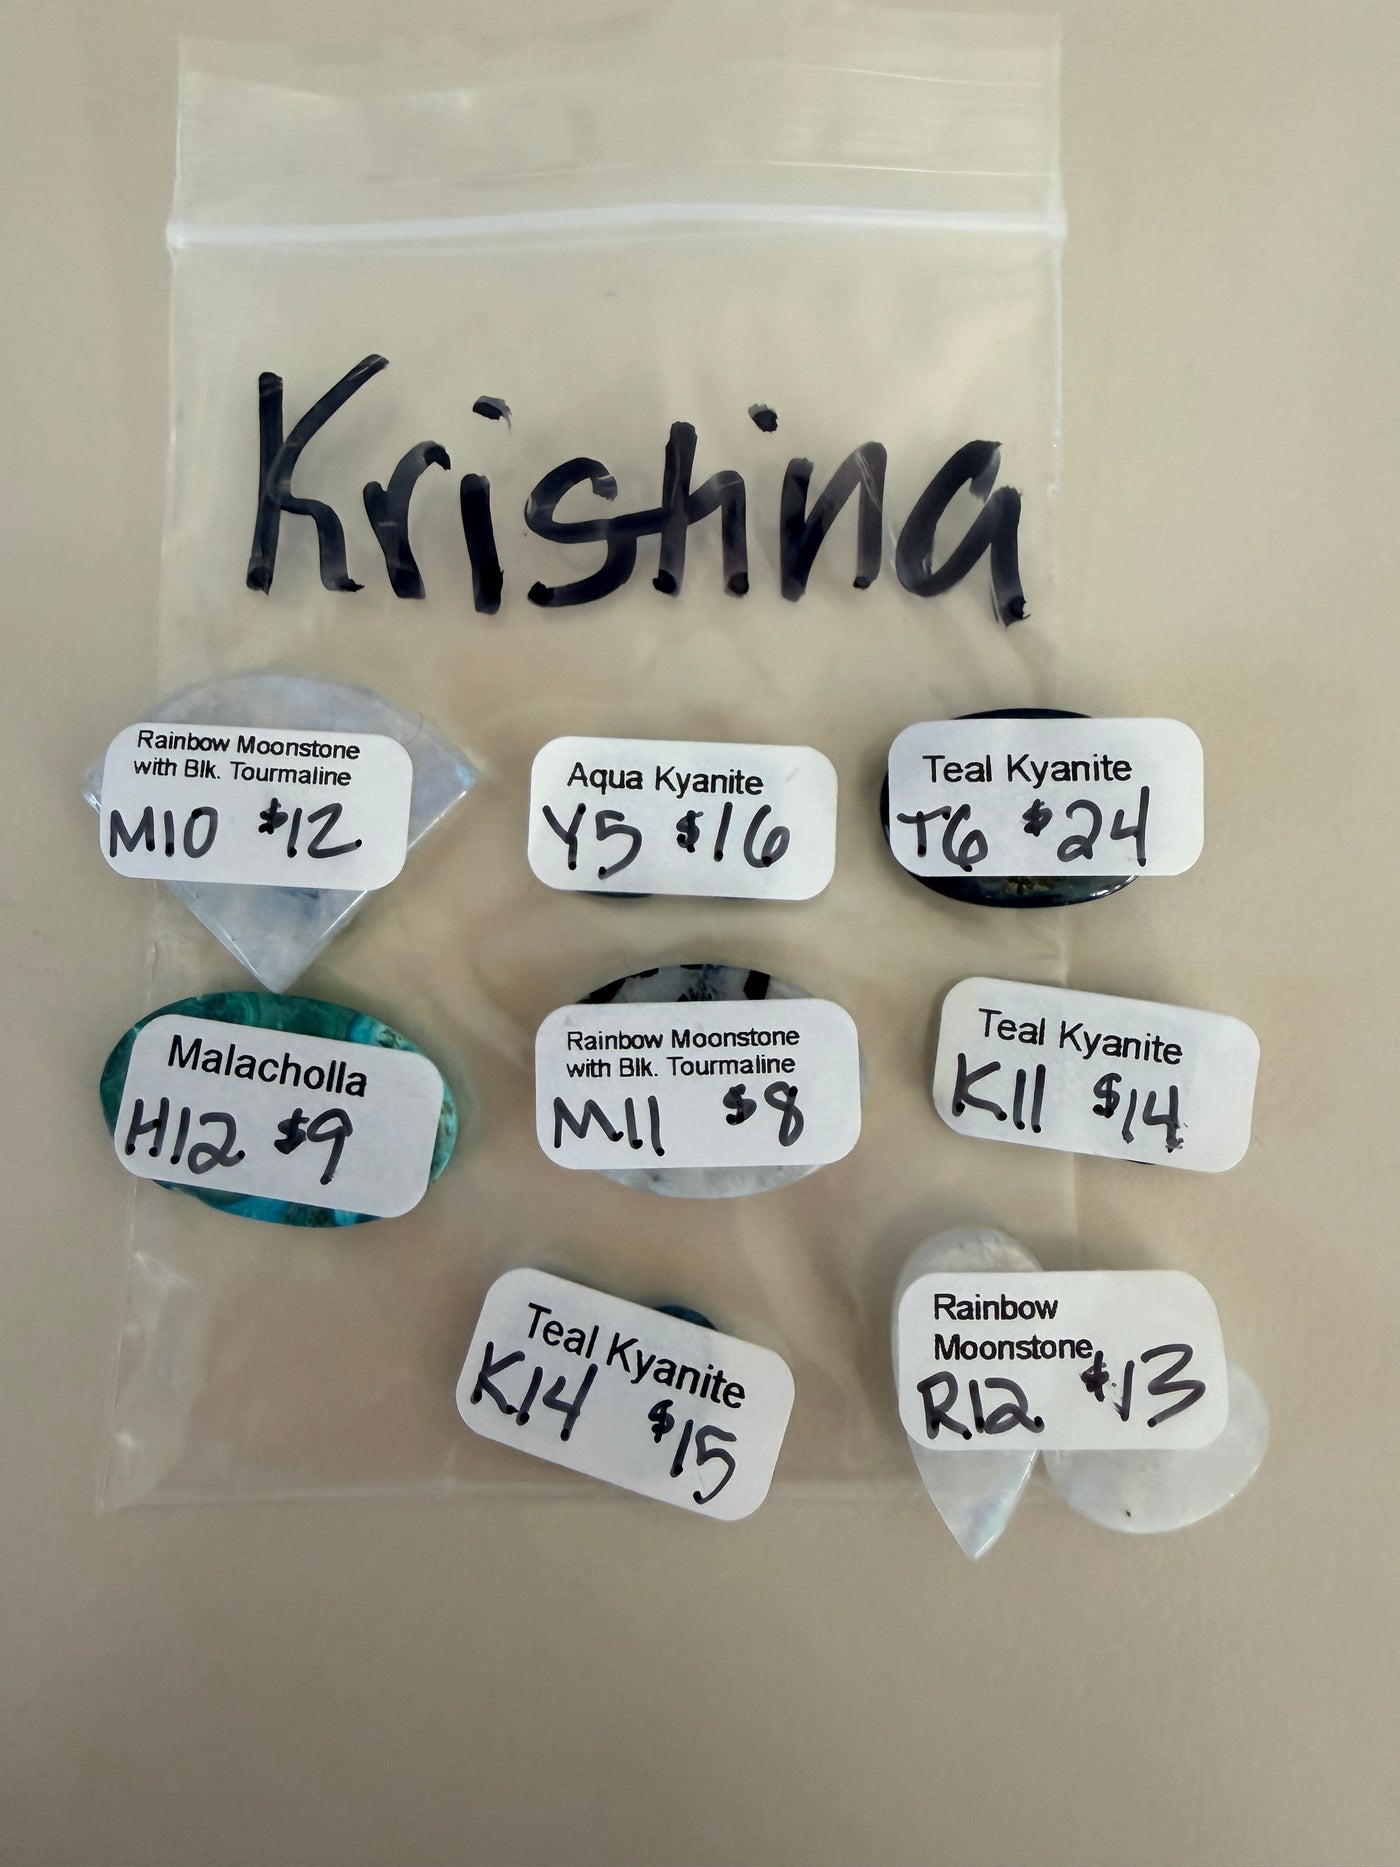 Kristina
Rainbow Moonstone
with Blk. Tourmaline
M10 $12
Aqua Kyanite
Y5 $16
Teal Kyanite
T6 $24
Malacholla
H12 $9
Rainbow Moonstone
with Blk. Tourmaline
M11 $8
Teal Kyanite
K11 $14
Teal Kyanite
K14 $15
Rainbow
Moonstone
R12 $13